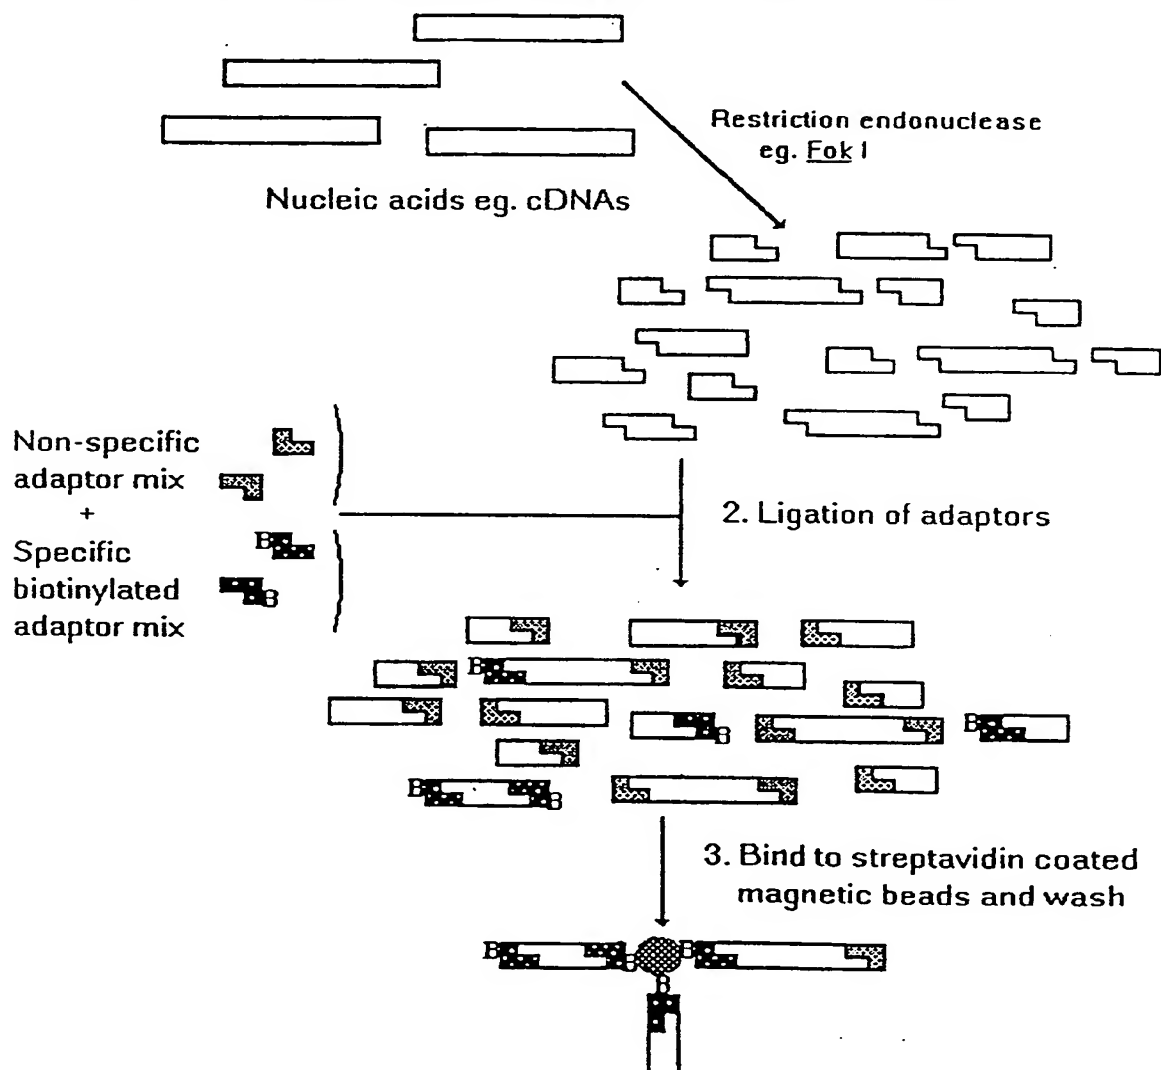 Restriction endonuclease
eg. Fok I
Nucleic acids eg. cDNAs
Non-specific
adaptor mix
+
Specific
biotinylated
adaptor mix
B
B
2. Ligation of adaptors
B
B
B
B
B
3. Bind to streptavidin coated
magnetic beads and wash
B
B
B
B